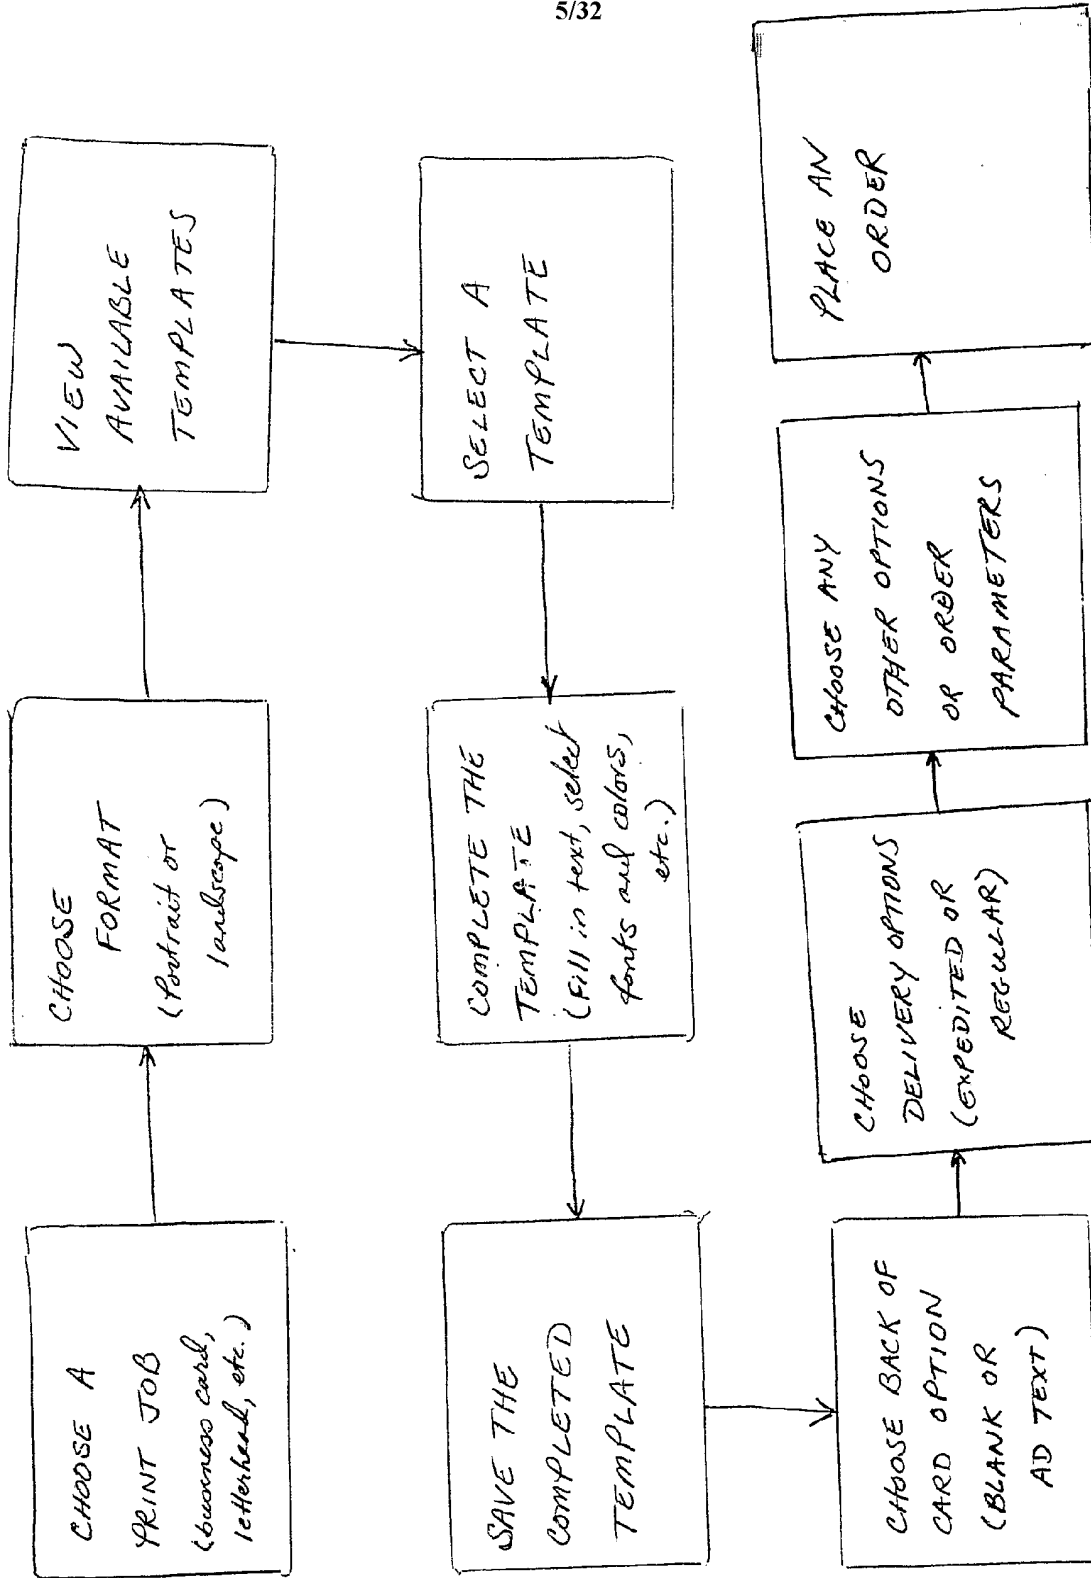 5/32
CHOOSE A
PRINT JOB
(business card,
letterhead, etc.)
CHOOSE
FORMAT
(Portrait or
landscape)
VIEW
AVAILABLE
TEMPLATES
SELECT A
TEMPLATE
COMPLETE THE
TEMPLATE
(Fill in text, select
fonts and colors,
etc.)
SAVE THE
COMPLETED
TEMPLATE
CHOOSE BACK OF
CARD OPTION
(BLANK OR
AD TEXT)
CHOOSE
DELIVERY OPTIONS
(EXPEDITED OR
REGULAR)
CHOOSE ANY
OTHER OPTIONS
OR ORDER
PARAMETERS
PLACE AN
ORDER